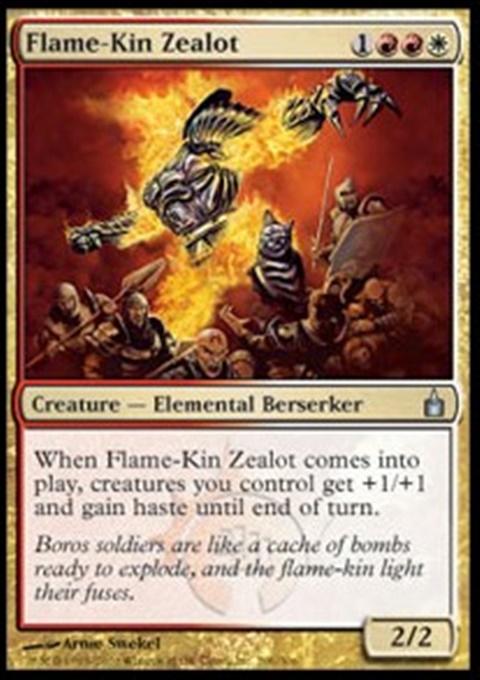 Flame-Kin Zealot
1
Creature — Elemental Berserker
When Flame-Kin Zealot comes into
play, creatures you control get +1/+1
and gain haste until end of turn.
Boros soldiers are like a cache of bombs
ready to explode, and the flame-kin light
their fuses.
Arnie Swekel
2/2